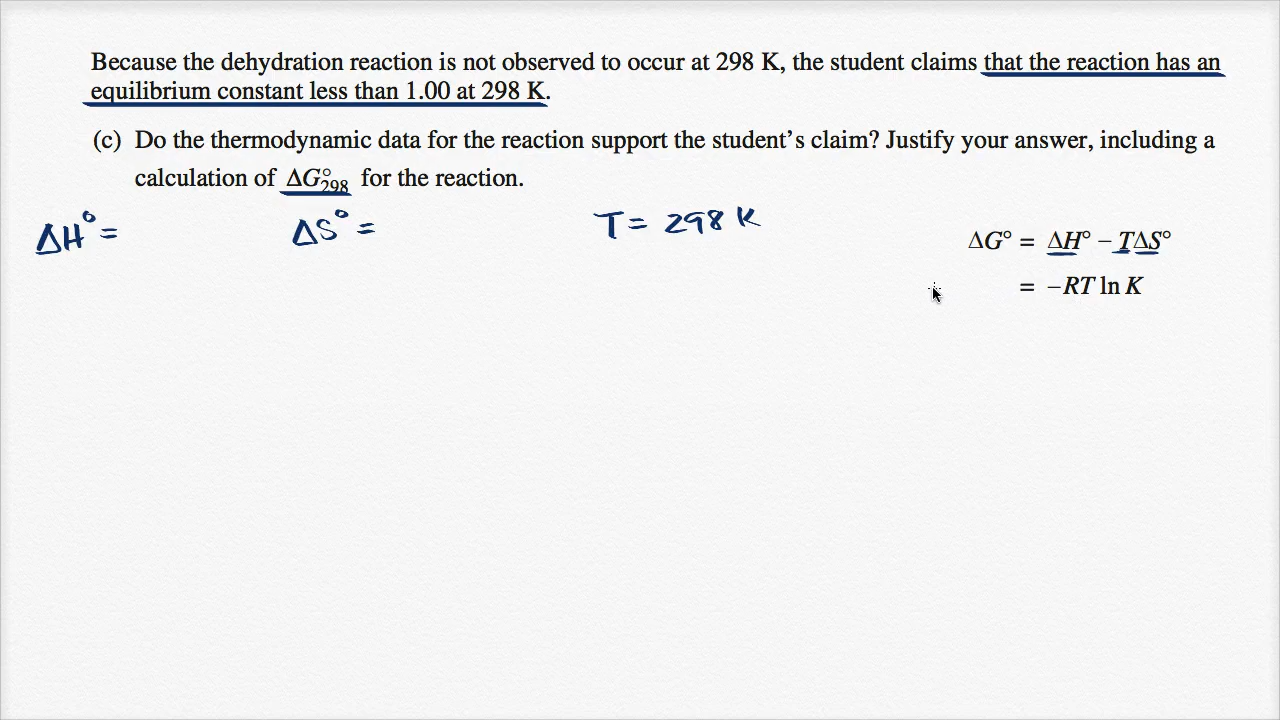 Because the dehydration reaction is not observed to occur at 298 K, the student claims that the reaction has an
equilibrium constant less than 1.00 at 298 K.
(c) Do the thermodynamic data for the reaction support the student’s claim? Justify your answer, including a
calculation of ΔG°298 for the reaction.
ΔH° = ΔS° = T = 298 K
ΔG° = ΔH° − TΔS°
= −RT ln K